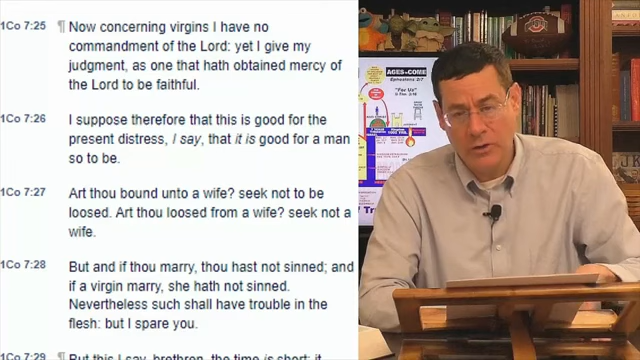 1Co 7:25 ¶ Now concerning virgins I have no
commandment of the Lord: yet I give my
judgment, as one that hath obtained mercy of
the Lord to be faithful.
1Co 7:26 I suppose therefore that this is good for the
present distress, I say, that it is good for a man
so to be.
1Co 7:27 Art thou bound unto a wife? seek not to be
loosed. Art thou loosed from a wife? seek not a
wife.
1Co 7:28 But and if thou marry, thou hast not sinned; and
if a virgin marry, she hath not sinned.
Nevertheless such shall have trouble in the
flesh: but I spare you.
1Co 7:29 ¶ But this I say, brethren, the time is short: it
AGES to COME
Ephesians 2:7
"For Us"